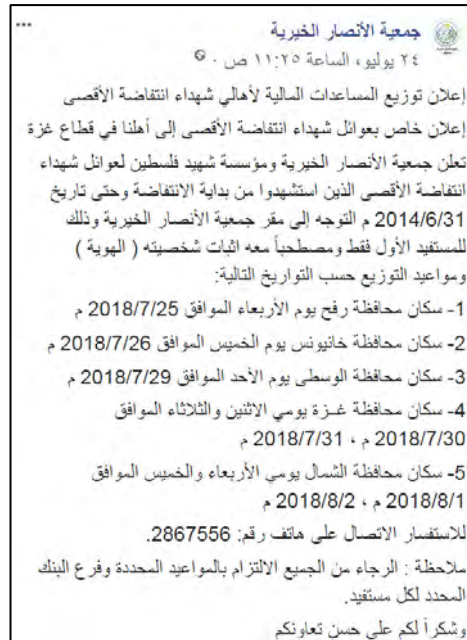 جمعية الأنصار الخيرية
٢٤ يوليو، الساعة ١١:٢٥ ص ·
إعلان توزيع المساعدات المالية لأهالي شهداء انتفاضة الأقصى
إعلان خاص بعوائل شهداء انتفاضة الأقصى إلى أهلنا في قطاع غزة
تعلن جمعية الأنصار الخيرية ومؤسسة شهيد فلسطين لعوائل شهداء
انتفاضة الأقصى الذين استشهدوا من بداية الانتفاضة وحتى تاريخ
2014/6/31 م التوجه إلى مقر جمعية الأنصار الخيرية وذلك
للمستفيد الأول فقط ومصطحباً معه اثبات شخصيته ( الهوية )
ومواعيد التوزيع حسب التواريخ التالية:
1- سكان محافظة رفح يوم الأربعاء الموافق 2018/7/25 م
2- سكان محافظة خانيونس يوم الخميس الموافق 2018/7/26 م
3- سكان محافظة الوسطى يوم الأحد الموافق 2018/7/29 م
4- سكان محافظة غـزة يومي الاثنين والثلاثاء الموافق
2018/7/30 م ، 2018/7/31 م
5- سكان محافظة الشمال يومي الأربعاء والخميس الموافق
2018/8/1 م ، 2018/8/2 م
للاستفسار الاتصال على هاتف رقم: 2867556.
ملاحظة : الرجاء من الجميع الالتزام بالمواعيد المحددة وفرع البنك
المحدد لكل مستفيد.
وشكراً لكم على حسن تعاونكم